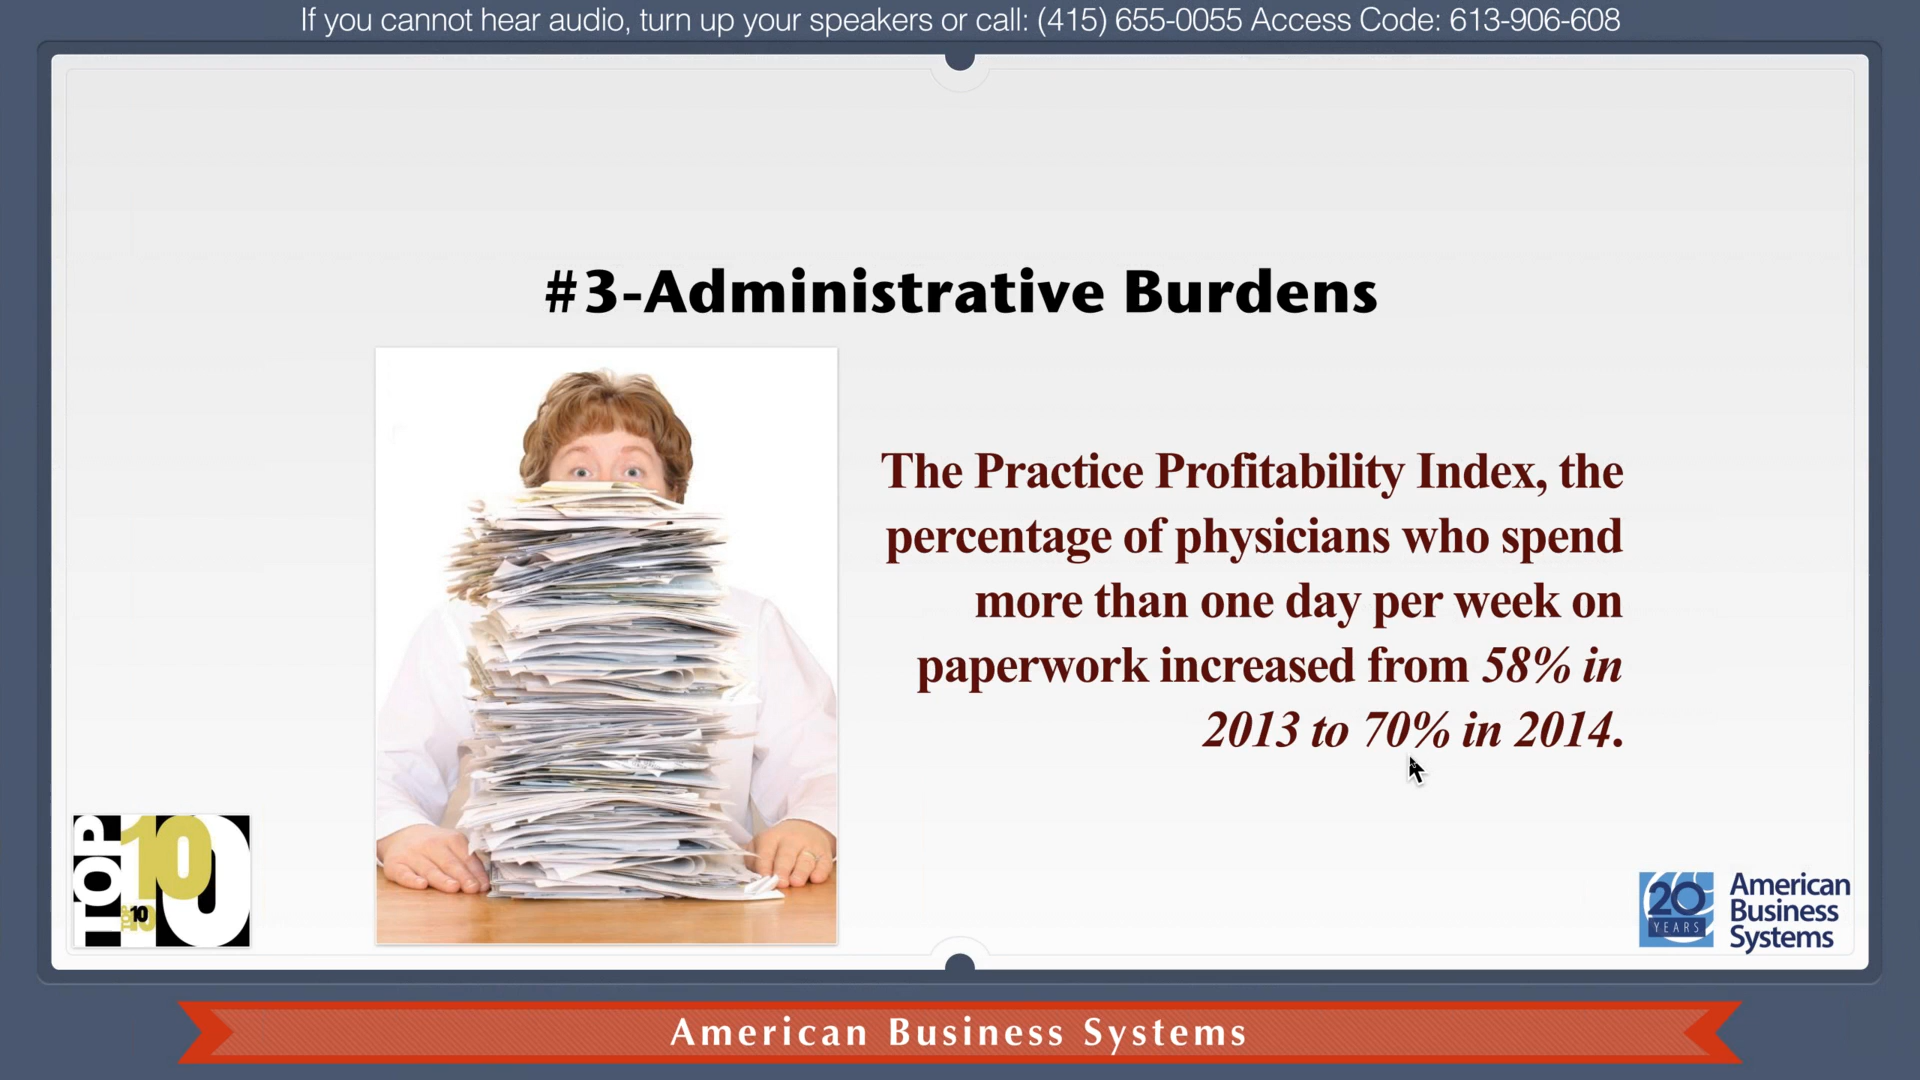 If you cannot hear audio, turn up your speakers or call: (415) 655-0055 Access Code: 613-906-608
#3-Administrative Burdens
The Practice Profitability Index, the
percentage of physicians who spend
more than one day per week on
paperwork increased from 58% in
2013 to 70% in 2014.
TOP
10
TOP
10
20
YEARS
American
Business
Systems
American Business Systems